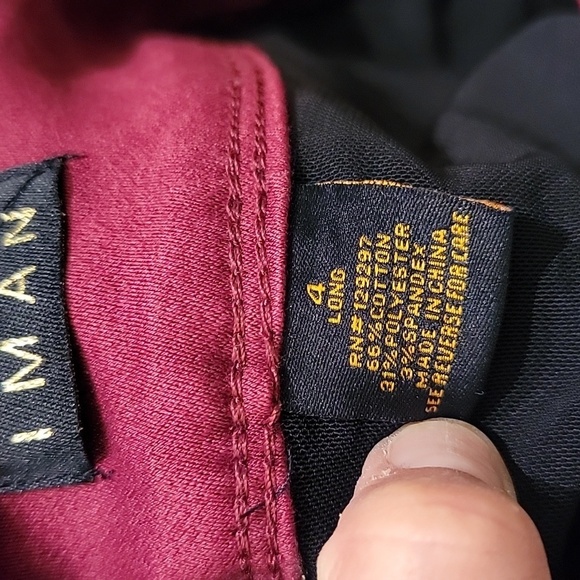 IMAN
4
LONG
RN# 129297
66% COTTON
31% POLYESTER
3% SPANDEX
MADE IN CHINA
SEE REVERSE FOR CARE